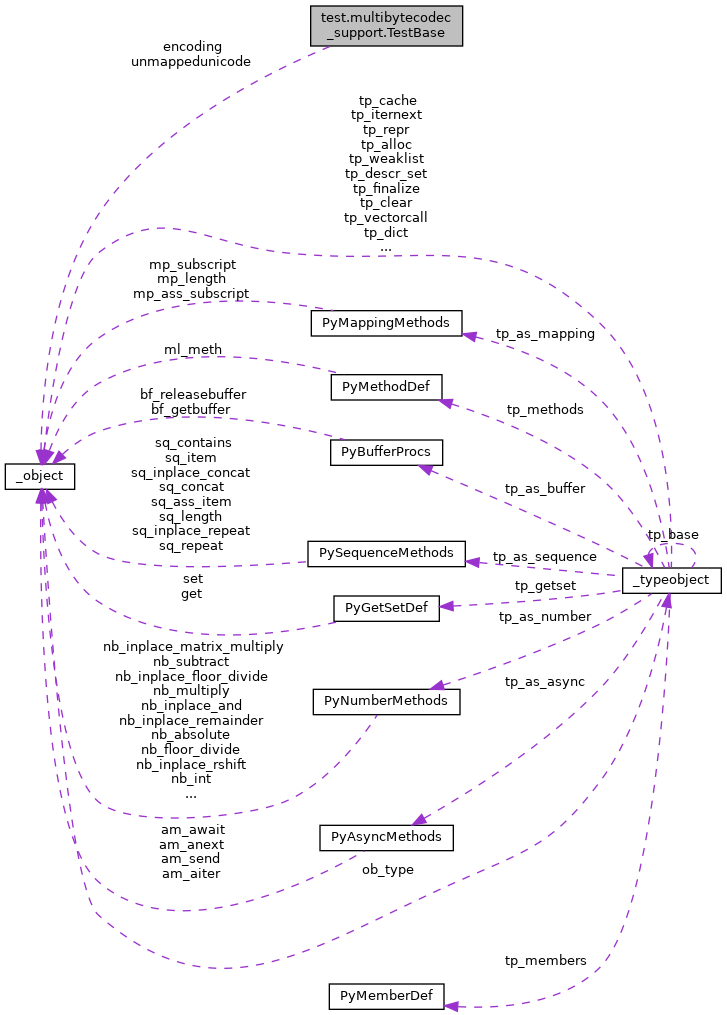 test.multibytecodec
_support.TestBase
encoding
unmappedunicode
tp_cache
tp_iternext
tp_repr
tp_alloc
tp_weaklist
tp_descr_set
tp_finalize
tp_clear
tp_vectorcall
tp_dict
...
mp_subscript
mp_length
mp_ass_subscript
PyMappingMethods
tp_as_mapping
ml_meth
PyMethodDef
tp_methods
bf_releasebuffer
bf_getbuffer
PyBufferProcs
tp_as_buffer
_object
sq_contains
sq_item
sq_inplace_concat
sq_concat
sq_ass_item
sq_length
sq_inplace_repeat
sq_repeat
PySequenceMethods
tp_as_sequence
tp_base
_typeobject
set
get
PyGetSetDef
tp_getset
tp_as_number
nb_inplace_matrix_multiply
nb_subtract
nb_inplace_floor_divide
nb_multiply
nb_inplace_and
nb_inplace_remainder
nb_absolute
nb_floor_divide
nb_inplace_rshift
nb_int
...
PyNumberMethods
tp_as_async
am_await
am_anext
am_send
am_aiter
PyAsyncMethods
ob_type
tp_members
PyMemberDef